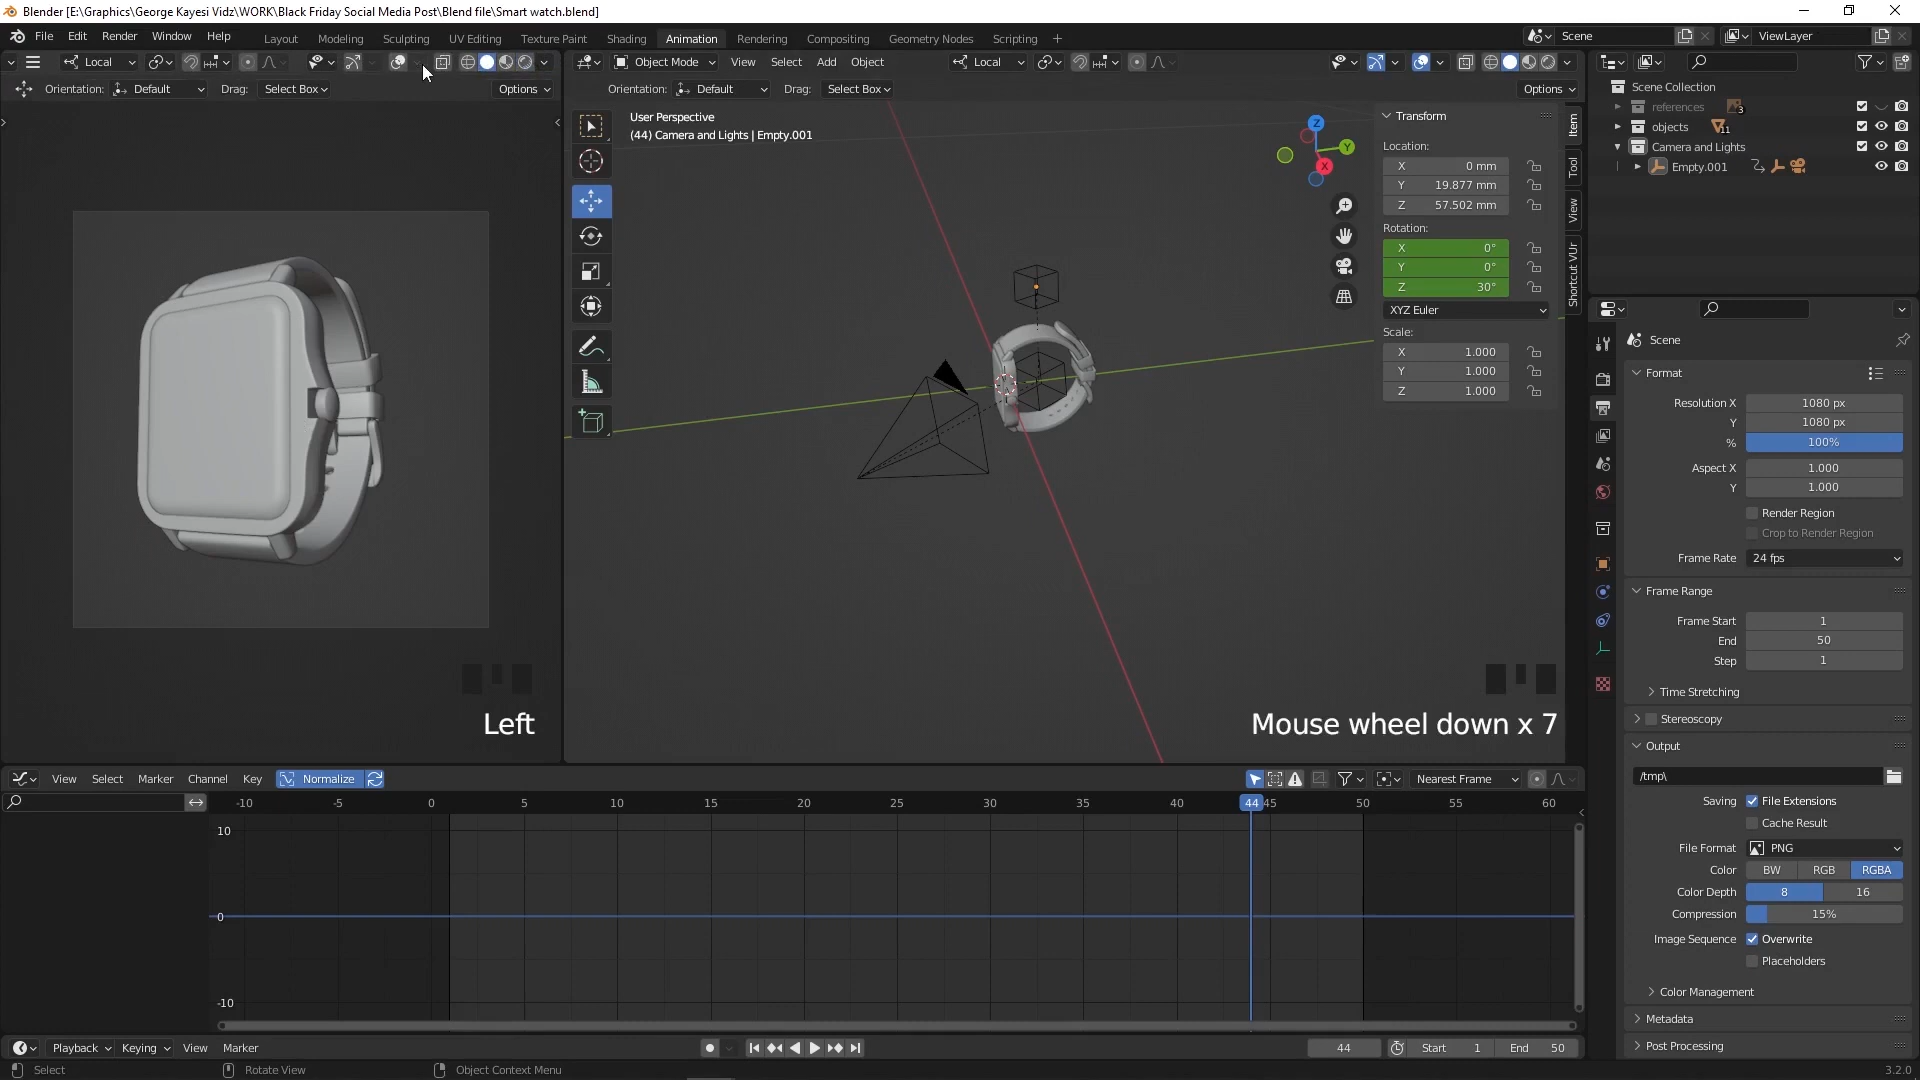 Blender [E:\Graphics\George Kayesi Vidz\WORK\Black Friday Social Media Post\Blend file\Smart watch.blend]
File Edit Render Window Help Layout Modeling Sculpting UV Editing Texture Paint Shading Animation Rendering Compositing Geometry Nodes Scripting + Scene ViewLayer
Local Object Mode View Select Add Object Local
Orientation: Default Drag: Select Box Options Orientation: Default Drag: Select Box Options
User Perspective
(44) Camera and Lights | Empty.001
Z
Y
X
Transform
Location:
X 0 mm
Y 19.877 mm
Z 57.502 mm
Rotation:
X 0°
Y 0°
Z 30°
XYZ Euler
Scale:
X 1.000
Y 1.000
Z 1.000
Item
Tool
View
Shortcut VUr
Scene Collection
references 3
objects 11
Camera and Lights
Empty.001
Scene
Format
Resolution X 1080 px
Y 1080 px
% 100%
Aspect X 1.000
Y 1.000
Render Region
Crop to Render Region
Frame Rate 24 fps
Frame Range
Frame Start 1
End 50
Step 1
Time Stretching
Stereoscopy
Output
/tmp\
Saving File Extensions
Cache Result
File Format PNG
Color BW RGB RGBA
Color Depth 8 16
Compression 15%
Image Sequence Overwrite
Placeholders
Color Management
Metadata
Post Processing
Left
Mouse wheel down x 7
View Select Marker Channel Key Normalize Nearest Frame
-10 -5 0 5 10 15 20 25 30 35 40 44 45 50 55 60
10
0
-10
Playback Keying View Marker 44 Start 1 End 50
Select Rotate View Object Context Menu 3.2.0